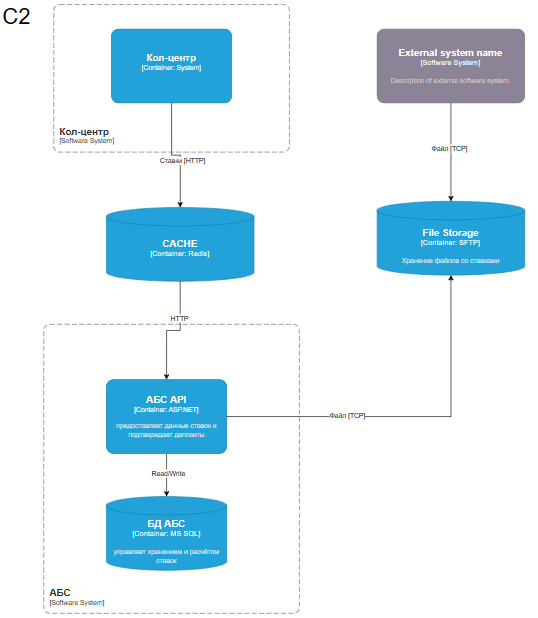 C2
Кол-центр
[Container: System]
Кол-центр
[Software System]
External system name
[Software System]
Description of external software system.
Ставки [HTTP]
Файл [TCP]
CACHE
[Container: Redis]
File Storage
[Container: SFTP]
Хранение файлов со ставками
HTTP
АБС API
[Container: ASP.NET]
предоставляет данные ставок и
подтверждает депозиты
Файл [TCP]
Read/Write
БД АБС
[Container: MS SQL]
управляет хранением и расчётом
ставок
АБС
[Software System]